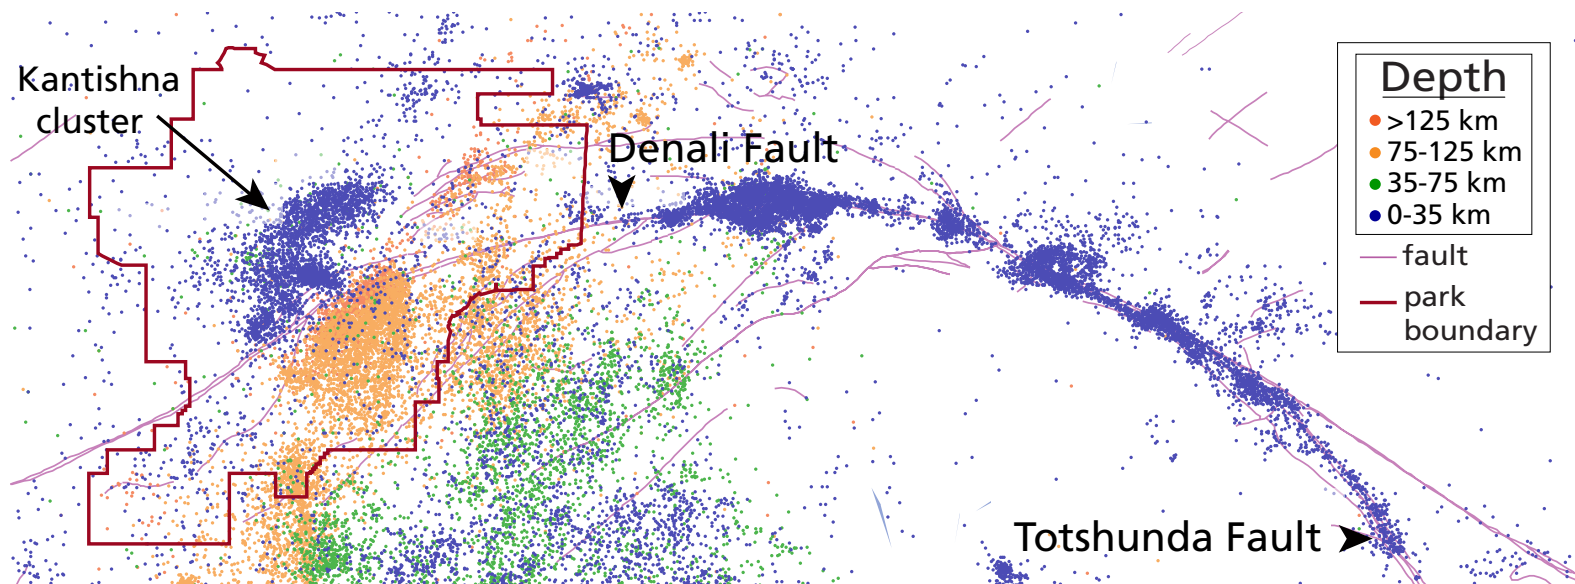 Kantishna
cluster
Denali Fault
Totshunda Fault
Depth
>125 km
75-125 km
35-75 km
0-35 km
fault
park
boundary